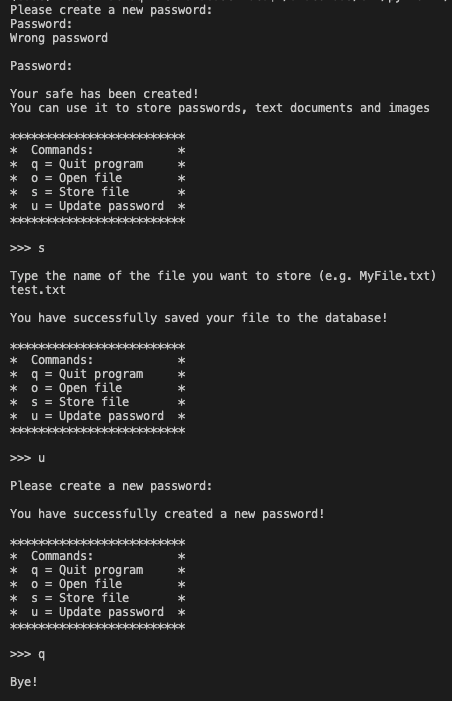 Please create a new password:
Password:
Wrong password
Password:
Your safe has been created!
You can use it to store passwords, text documents and images
*************************
*  Commands:            *
*  q = Quit program     *
*  o = Open file        *
*  s = Store file       *
*  u = Update password  *
*************************
>>> s
Type the name of the file you want to store (e.g. MyFile.txt)
test.txt
You have successfully saved your file to the database!
*************************
*  Commands:            *
*  q = Quit program     *
*  o = Open file        *
*  s = Store file       *
*  u = Update password  *
*************************
>>> u
Please create a new password:
You have successfully created a new password!
*************************
*  Commands:            *
*  q = Quit program     *
*  o = Open file        *
*  s = Store file       *
*  u = Update password  *
*************************
>>> q
Bye!